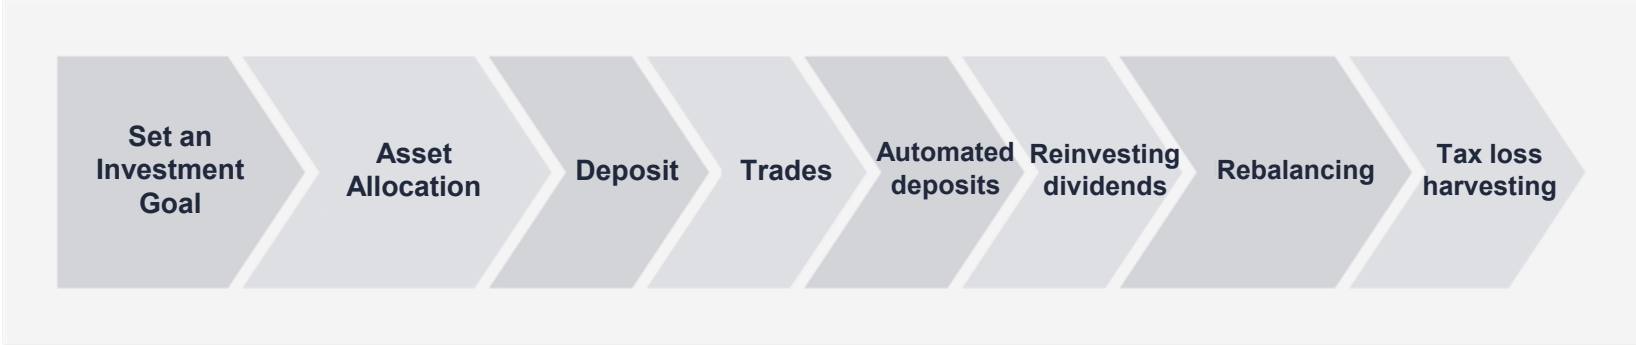 Set an
Investment
Goal
Asset
Allocation
Deposit
Trades
Automated
deposits
Reinvesting
dividends
Rebalancing
Tax loss
harvesting